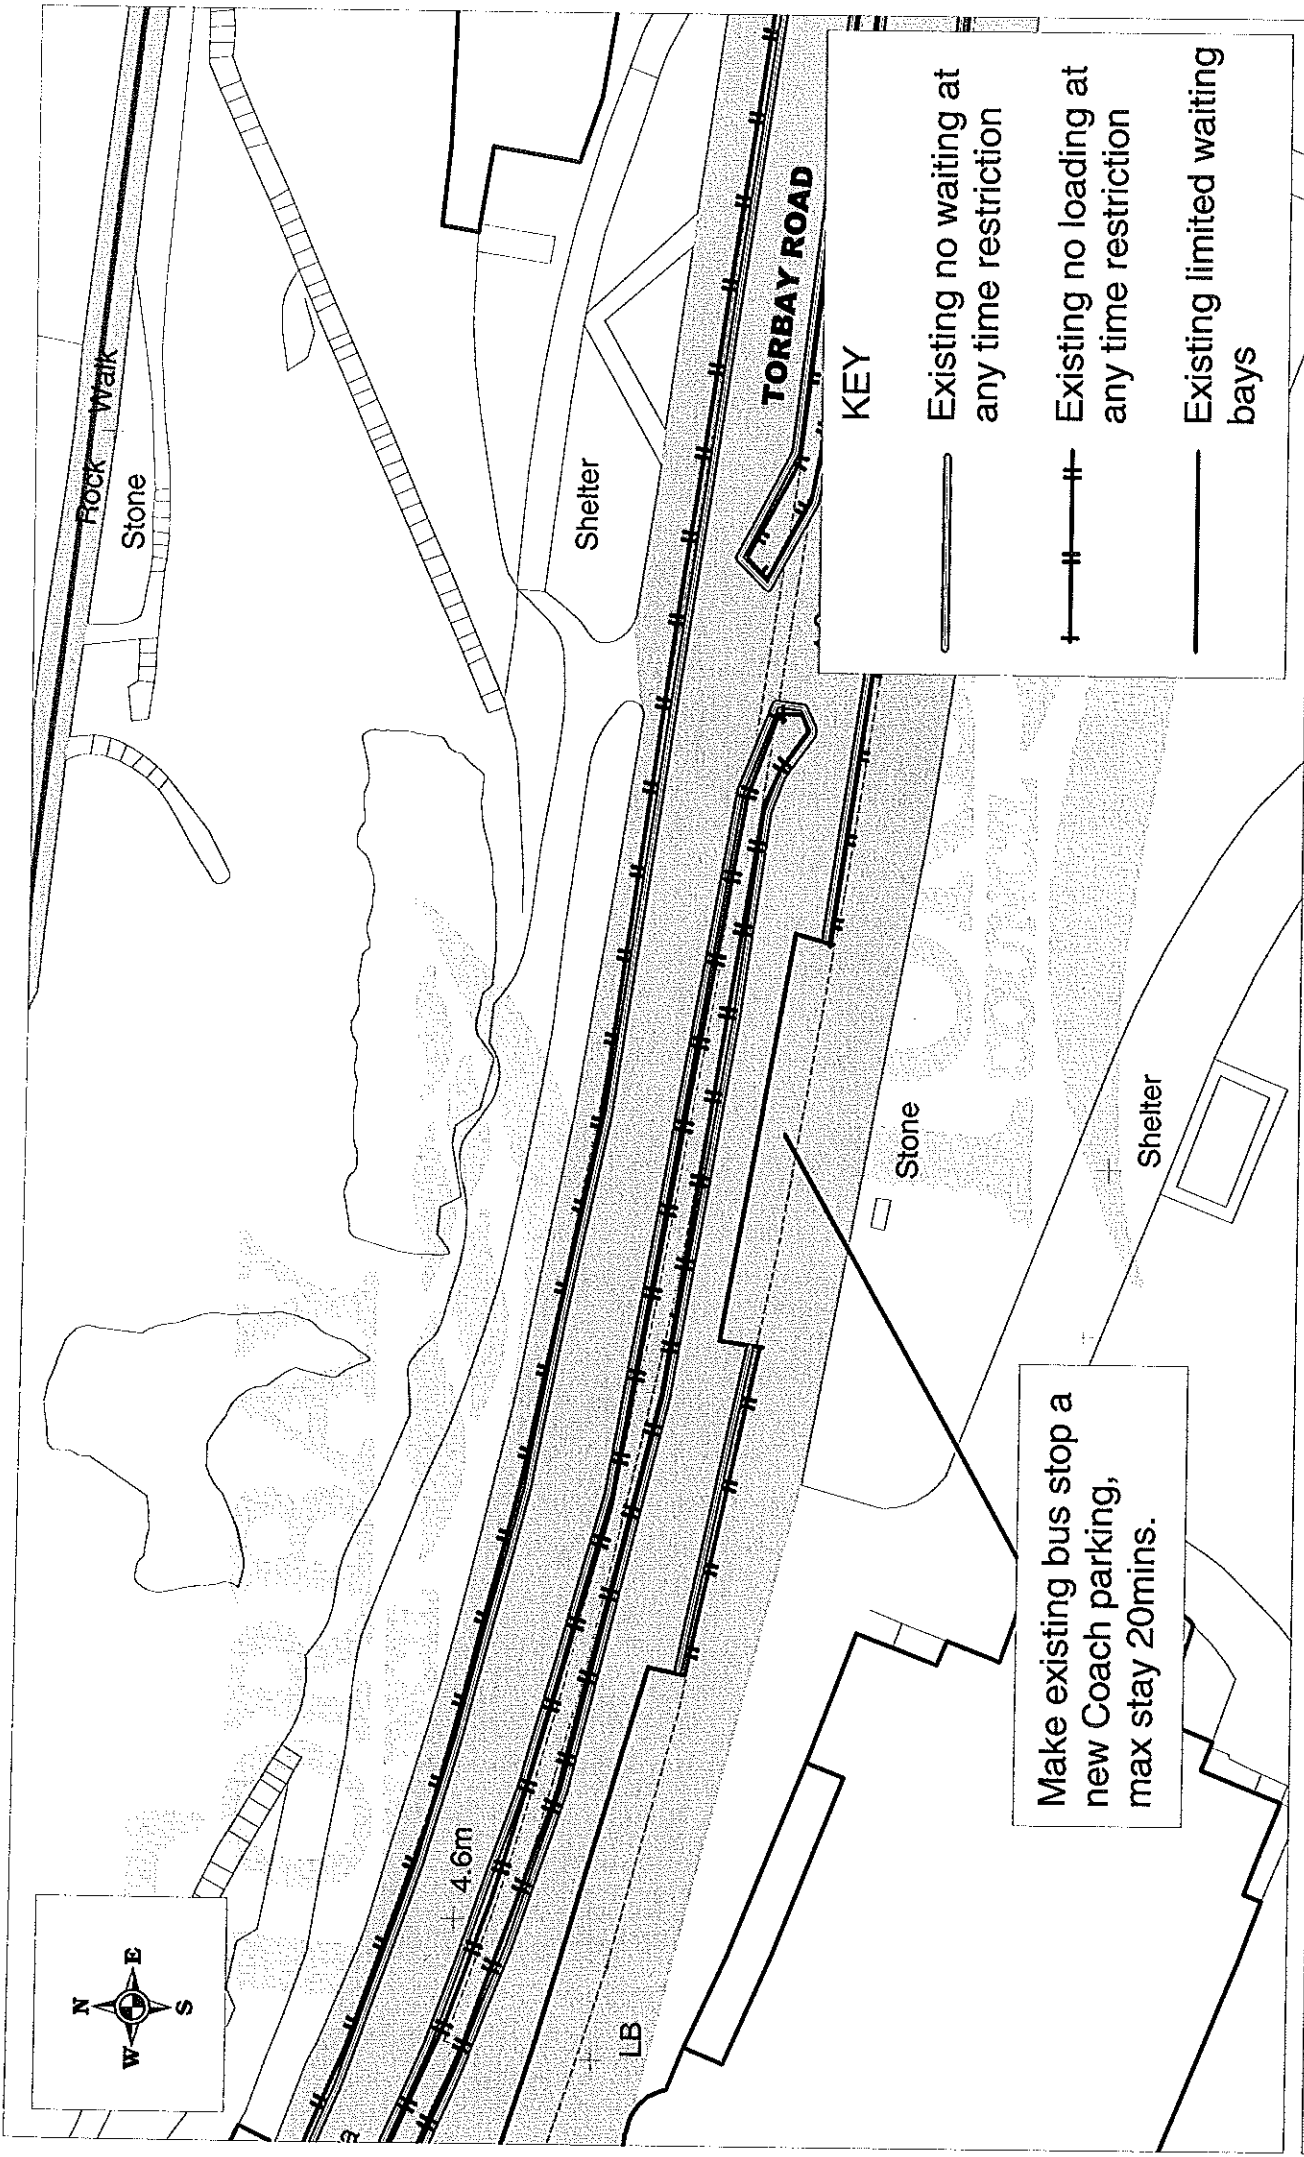 N
W E
S
Rock Walk
Stone
Shelter
TORBAY ROAD
4.6m
LB
Stone
Shelter
Make existing bus stop a
new Coach parking,
max stay 20mins.
KEY
Existing no waiting at
any time restriction
Existing no loading at
any time restriction
Existing limited waiting
bays